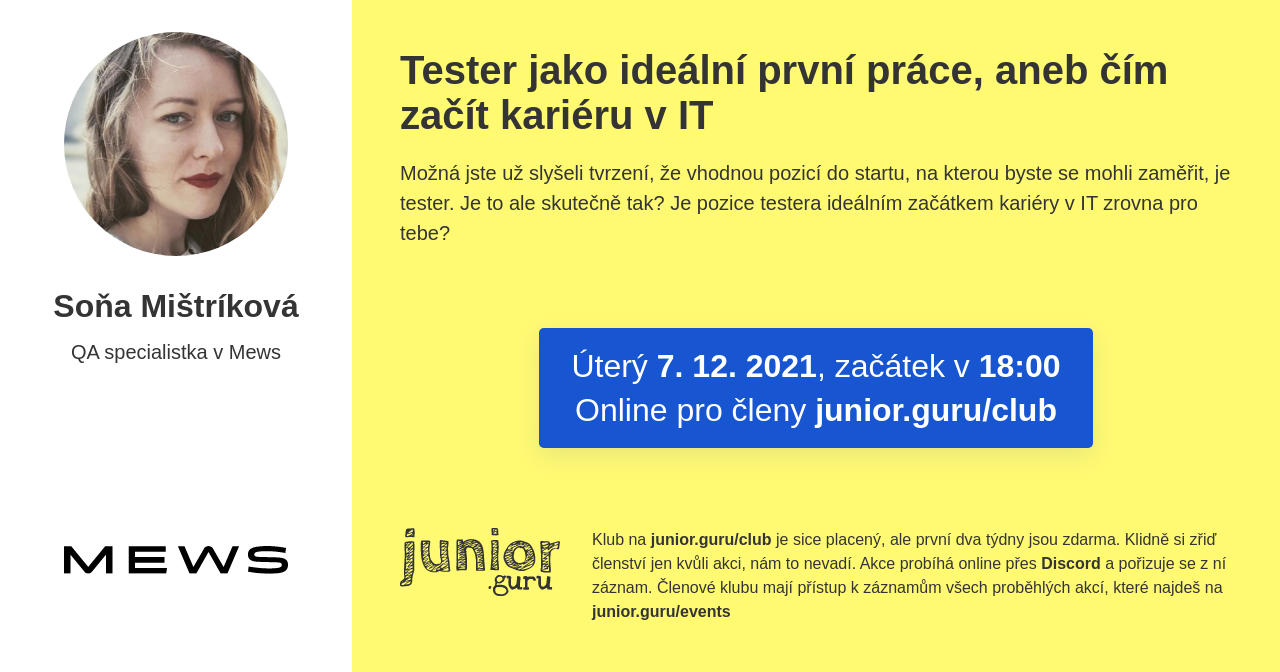 Soňa Mištríková
QA specialistka v Mews
MEWS
Tester jako ideální první práce, aneb čím
začít kariéru v IT
Možná jste už slyšeli tvrzení, že vhodnou pozicí do startu, na kterou byste se mohli zaměřit, je
tester. Je to ale skutečně tak? Je pozice testera ideálním začátkem kariéry v IT zrovna pro
tebe?
Úterý 7. 12. 2021, začátek v 18:00
Online pro členy junior.guru/club
junior
.guru
Klub na junior.guru/club je sice placený, ale první dva týdny jsou zdarma. Klidně si zřiď
členství jen kvůli akci, nám to nevadí. Akce probíhá online přes Discord a pořizuje se z ní
záznam. Členové klubu mají přístup k záznamům všech proběhlých akcí, které najdeš na
junior.guru/events